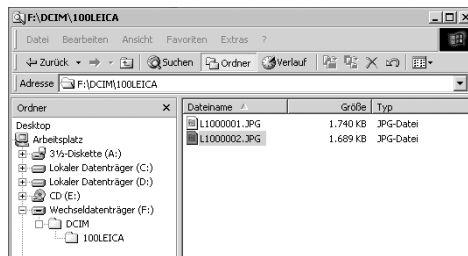 F:\DCIM\100LEICA
Datei Bearbeiten Ansicht Favoriten Extras ?
Zurück Suchen Ordner Verlauf
Adresse F:\DCIM\100LEICA
Ordner x
Dateiname Größe Typ
Desktop
Arbeitsplatz
3½-Diskette (A:)
Lokaler Datenträger (C:)
Lokaler Datenträger (D:)
CD (E:)
Wechseldatenträger (F:)
DCIM
100LEICA
L1000001.JPG 1.740 KB JPG-Datei
L1000002.JPG 1.689 KB JPG-Datei